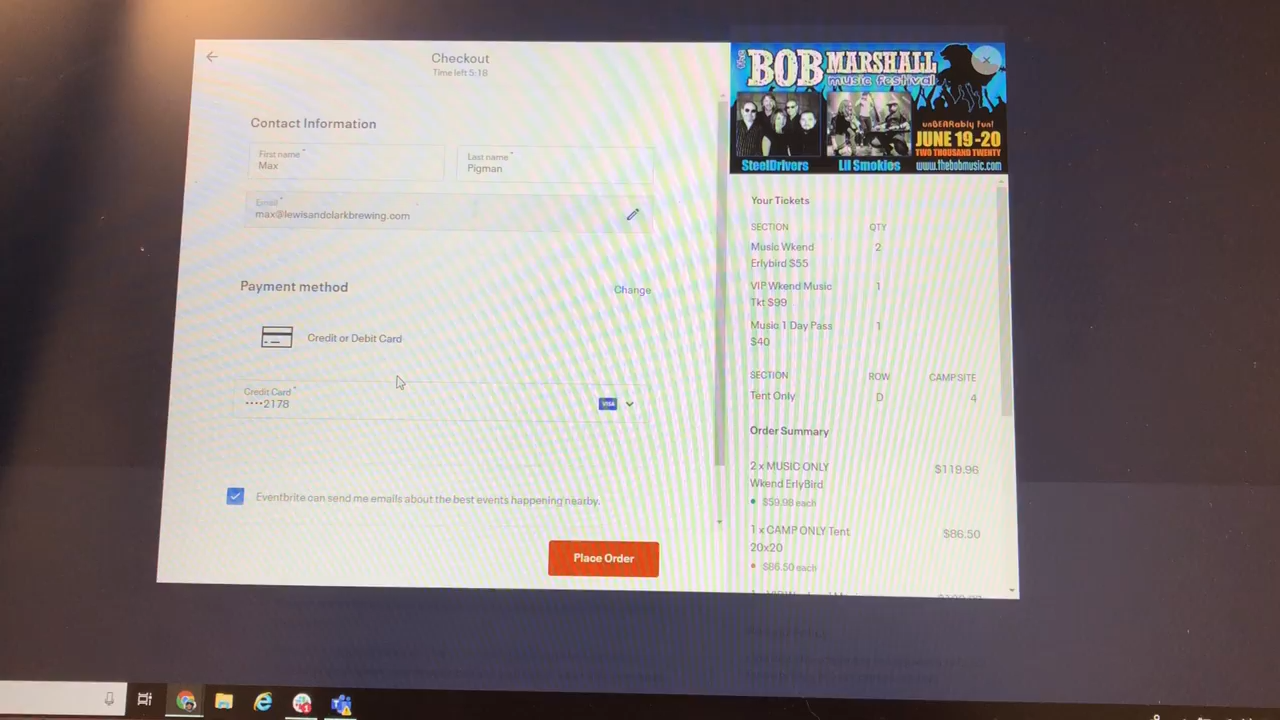 Checkout
Time left 5:18
Contact Information
First name *
Max
Last name *
Pigman
Email *
max@lewisandclarkbrewing.com
Payment method
Change
Credit or Debit Card
Credit Card *
••••2178
VISA
Eventbrite can send me emails about the best events happening nearby.
Place Order
the BOB MARSHALL
music festival
unBEARably fun!
JUNE 19-20
TWO THOUSAND TWENTY
SteelDrivers
Lil Smokies
www.thebobmusic.com
Your Tickets
SECTION QTY
Music Wkend 2
Erlybird $55
VIP Wkend Music 1
Tkt $99
Music 1 Day Pass 1
$40
SECTION ROW CAMPSITE
Tent Only D 4
Order Summary
2 x MUSIC ONLY $119.96
Wkend ErlyBird
$59.98 each
1 x CAMP ONLY Tent $86.50
20x20
$86.50 each